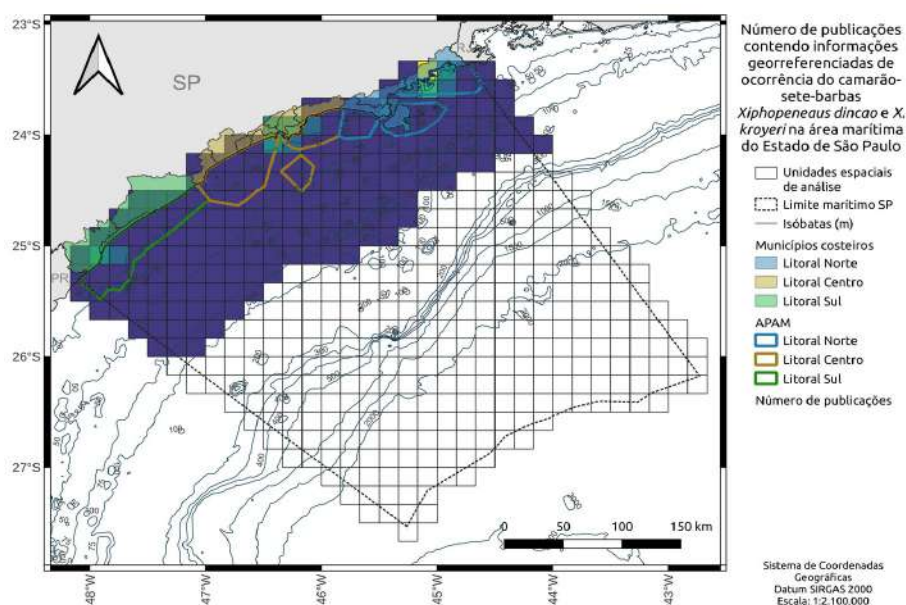 Número de publicações
contendo informações
georreferenciadas de
ocorrência do camarão-
sete-barbas
Xiphopeneaus dincao e X.
kroyeri na área marítima
do Estado de São Paulo
Unidades espaciais
de análise
Limite marítimo SP
Isóbatas (m)
Municípios costeiros
Litoral Norte
Litoral Centro
Litoral Sul
APAM
Litoral Norte
Litoral Centro
Litoral Sul
Número de publicações
Sistema de Coordenadas
Geográficas
Datum SIRGAS 2000
Escala: 1:2.100.000
23°S
24°S
25°S
26°S
27°S
SP
PR
0 50 100 150 km
48°W
47°W
46°W
45°W
44°W
43°W